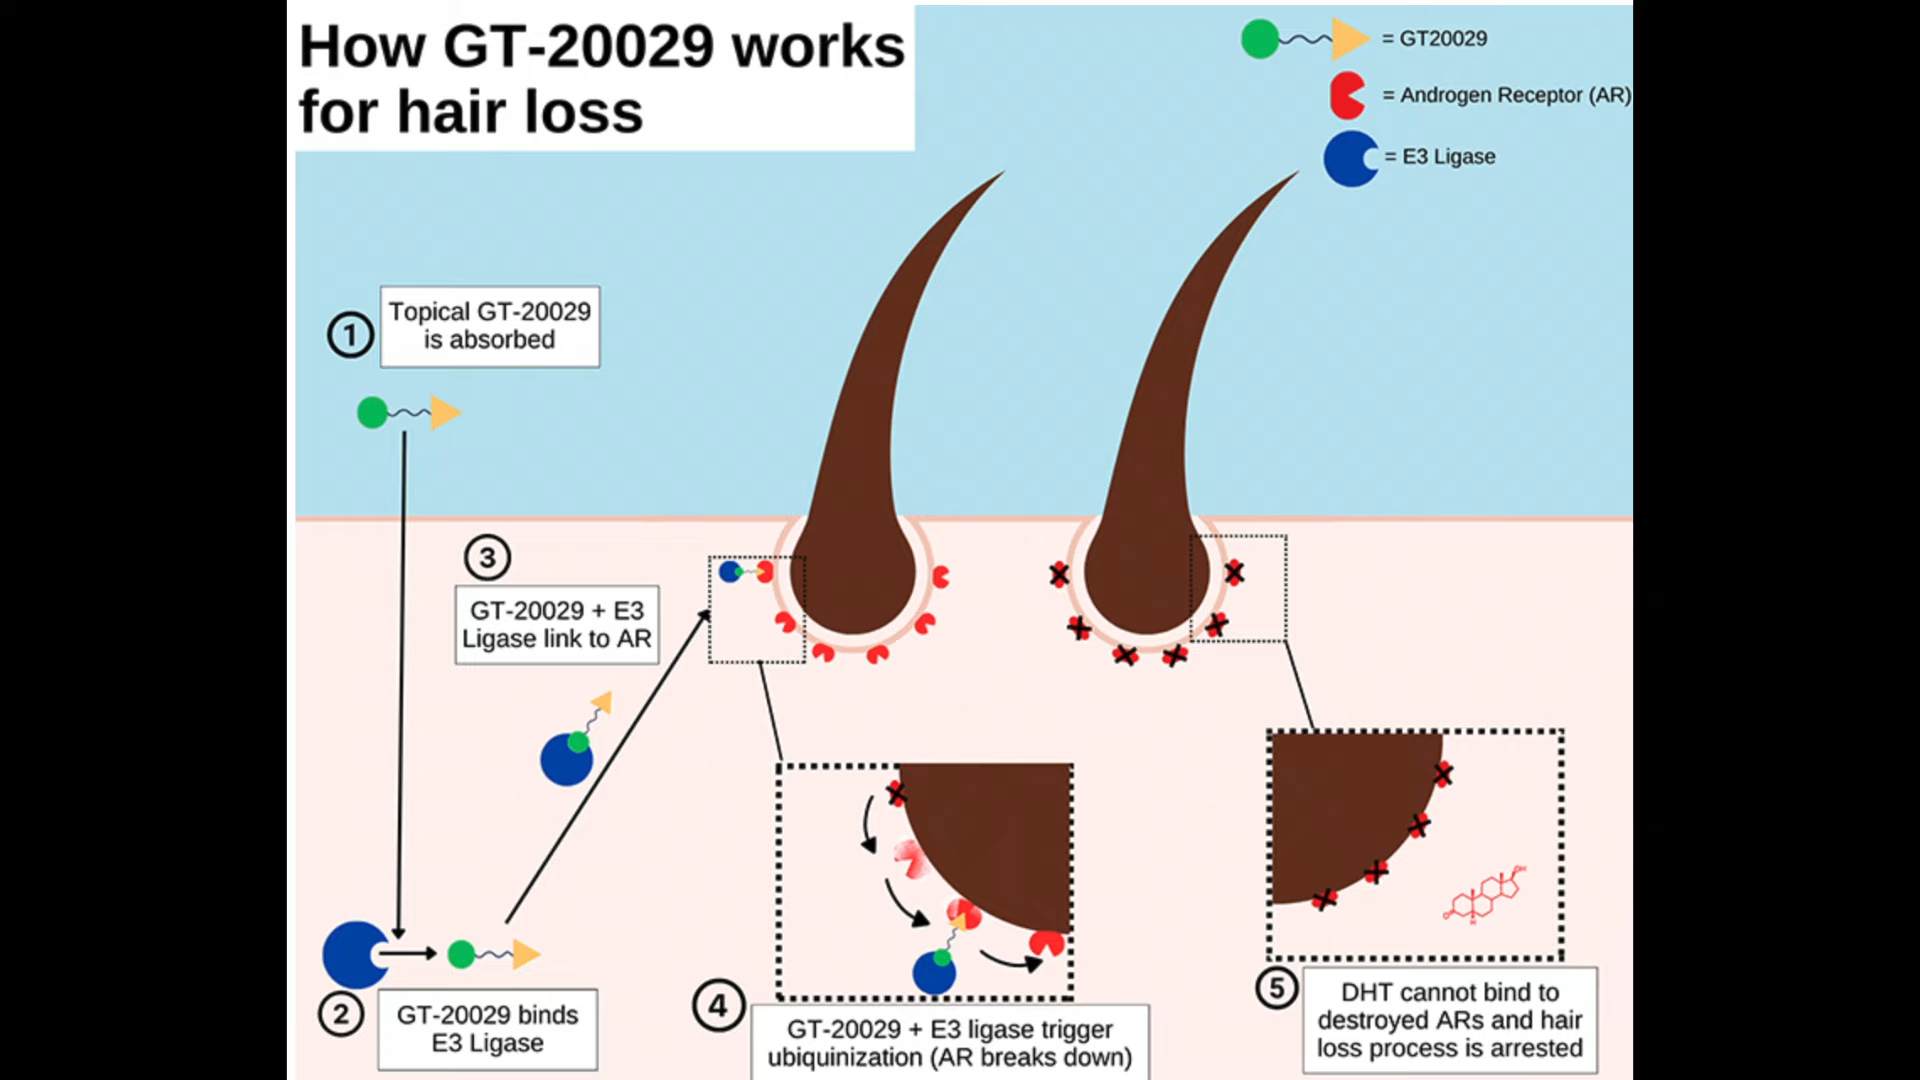 How GT-20029 works
for hair loss
= GT20029
= Androgen Receptor (AR)
= E3 Ligase
1
Topical GT-20029
is absorbed
3
GT-20029 + E3
Ligase link to AR
2
GT-20029 binds
E3 Ligase
4
GT-20029 + E3 ligase trigger
ubiquinization (AR breaks down)
5
DHT cannot bind to
destroyed ARs and hair
loss process is arrested
OH
O
H